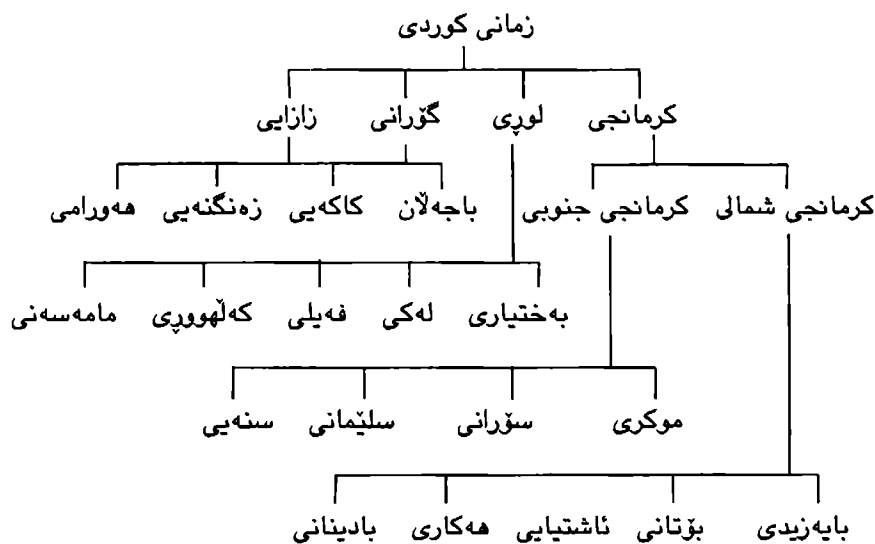 زمانی کوردی
کرمانجی لوڕی گۆرانی زازایی
کرمانجی شمالی کرمانجی جنوبی باجەڵان کاکەیی زەنگنەیی هەورامی
بەختیاری لەکی فەیلی کەڵهووڕی مامەسەنی
موکری سۆرانی سلێمانی سنەیی
بایەزیدی بۆتانی ئاشتیایی هەکاری بادینانی